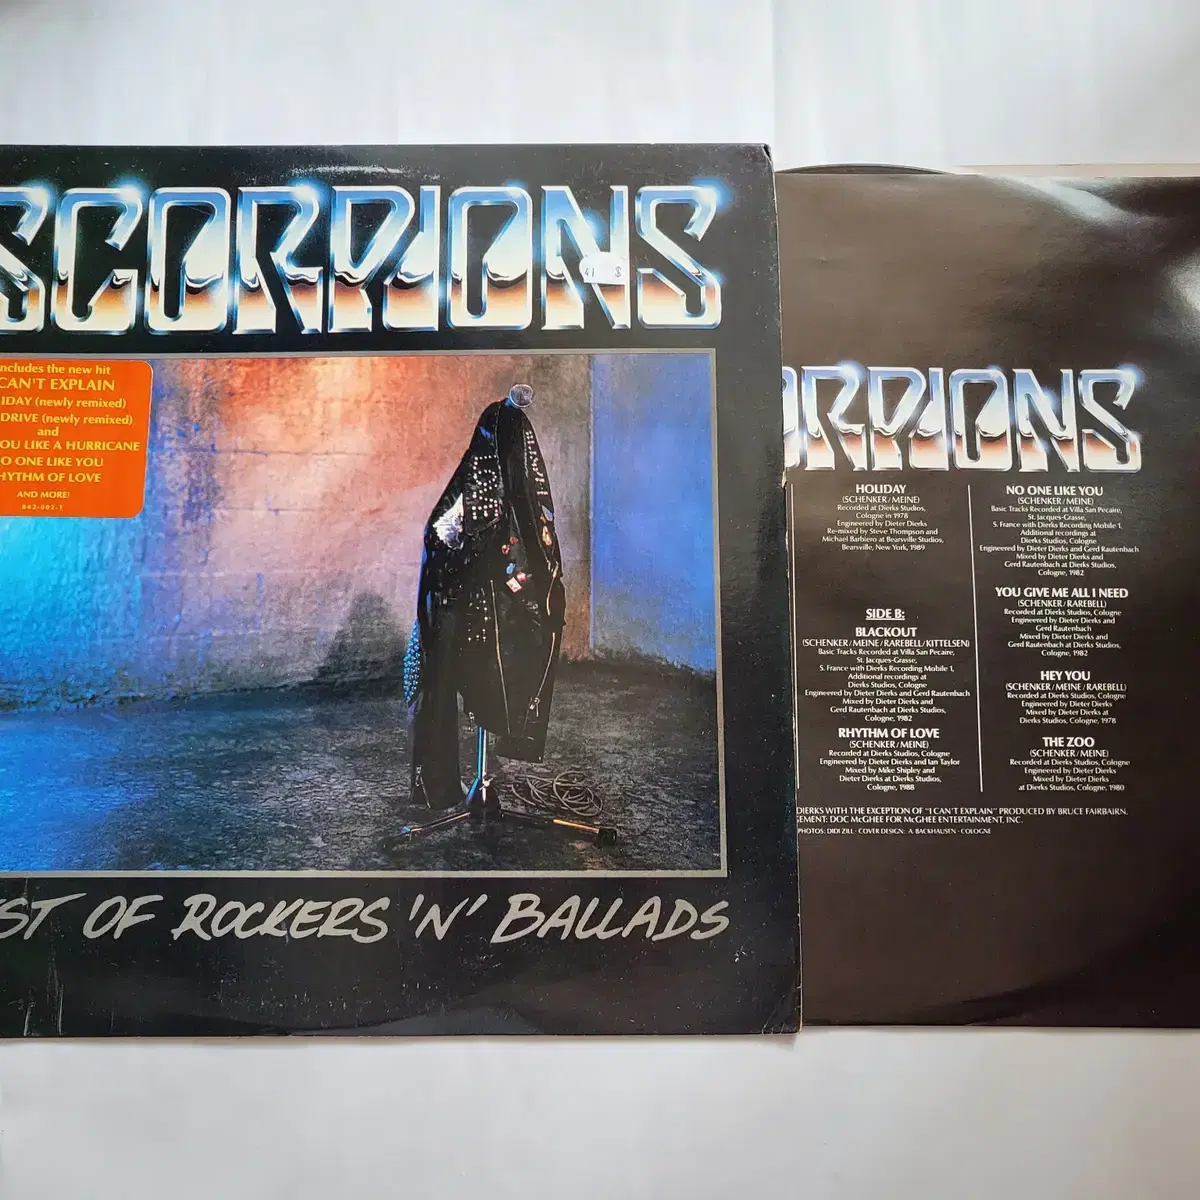 SCORPIONS
41 $
includes the new hit
CAN'T EXPLAIN
IDAY (newly remixed)
DRIVE (newly remixed)
and
OU LIKE A HURRICANE
O ONE LIKE YOU
HYTHM OF LOVE
AND MORE!
842-002-1
ST OF ROCKERS 'N' BALLADS
ORPIONS
HOLIDAY
(SCHENKER/MEINE)
Recorded at Dierks Studios,
Cologne in 1978
Engineered by Dieter Dierks
Re-mixed by Steve Thompson and
Michael Barbiero at Bearsville Studios,
Bearsville, New York, 1989
SIDE B:
BLACKOUT
(SCHENKER/MEINE/RAREBELL/KITTELSEN)
Basic Tracks Recorded at Villa San Pecaire,
St. Jacques-Grasse,
S. France with Dierks Recording Mobile 1,
Additional recordings at
Dierks Studios, Cologne
Engineered by Dieter Dierks and Gerd Rautenbach
Mixed by Dieter Dierks and
Gerd Rautenbach at Dierks Studios,
Cologne, 1982
RHYTHM OF LOVE
(SCHENKER/MEINE)
Recorded at Dierks Studios, Cologne
Engineered by Dieter Dierks and Ian Taylor
Mixed by Mike Shipley and
Dieter Dierks at Dierks Studios,
Cologne, 1988
NO ONE LIKE YOU
(SCHENKER/MEINE)
Basic Tracks Recorded at Villa San Pecaire,
St. Jacques-Grasse,
S. France with Dierks Recording Mobile 1,
Additional recordings at
Dierks Studios, Cologne
Engineered by Dieter Dierks and Gerd Rautenbach
Mixed by Dieter Dierks and
Gerd Rautenbach at Dierks Studios,
Cologne, 1982
YOU GIVE ME ALL I NEED
(SCHENKER/RAREBELL)
Recorded at Dierks Studios, Cologne
Engineered by Dieter Dierks and
Gerd Rautenbach
Mixed by Dieter Dierks and
Gerd Rautenbach at Dierks Studios,
Cologne, 1982
HEY YOU
(SCHENKER/MEINE/RAREBELL)
Recorded at Dierks Studios, Cologne
Engineered by Dieter Dierks
Mixed by Dieter Dierks at
Dierks Studios, Cologne, 1978
THE ZOO
(SCHENKER/MEINE)
Recorded at Dierks Studios, Cologne
Engineered by Dieter Dierks
Mixed by Dieter Dierks
at Dierks Studios, Cologne, 1980
DIERKS WITH THE EXCEPTION OF "I CAN'T EXPLAIN" PRODUCED BY BRUCE FAIRBAIRN.
EMENT: DOC McGHEE FOR McGHEE ENTERTAINMENT, INC.
PHOTOS: DIDI ZILL · COVER DESIGN: A. BACKHAUSEN · COLOGNE